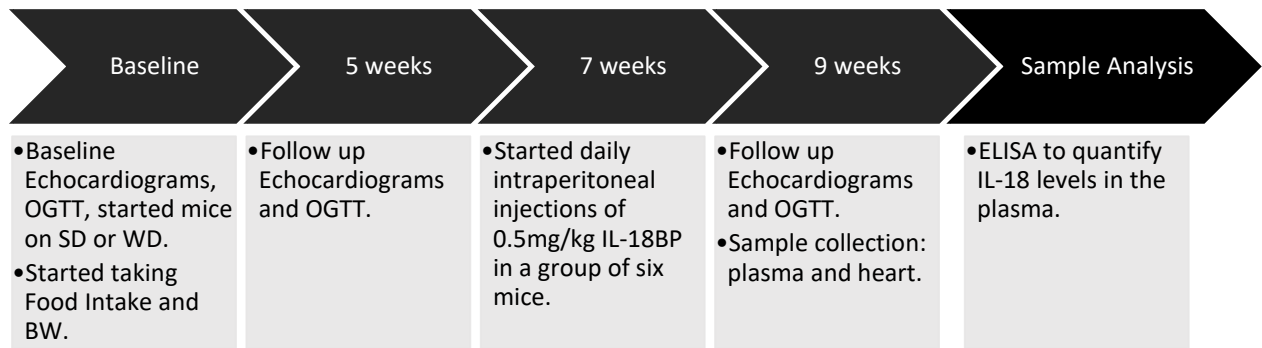 Baseline
5 weeks
7 weeks
9 weeks
Sample Analysis
•Baseline
Echocardiograms,
OGTT, started mice
on SD or WD.
•Started taking
Food Intake and
BW.
•Follow up
Echocardiograms
and OGTT.
•Started daily
intraperitoneal
injections of
0.5mg/kg IL-18BP
in a group of six
mice.
•Follow up
Echocardiograms
and OGTT.
•Sample collection:
plasma and heart.
•ELISA to quantify
IL-18 levels in the
plasma.